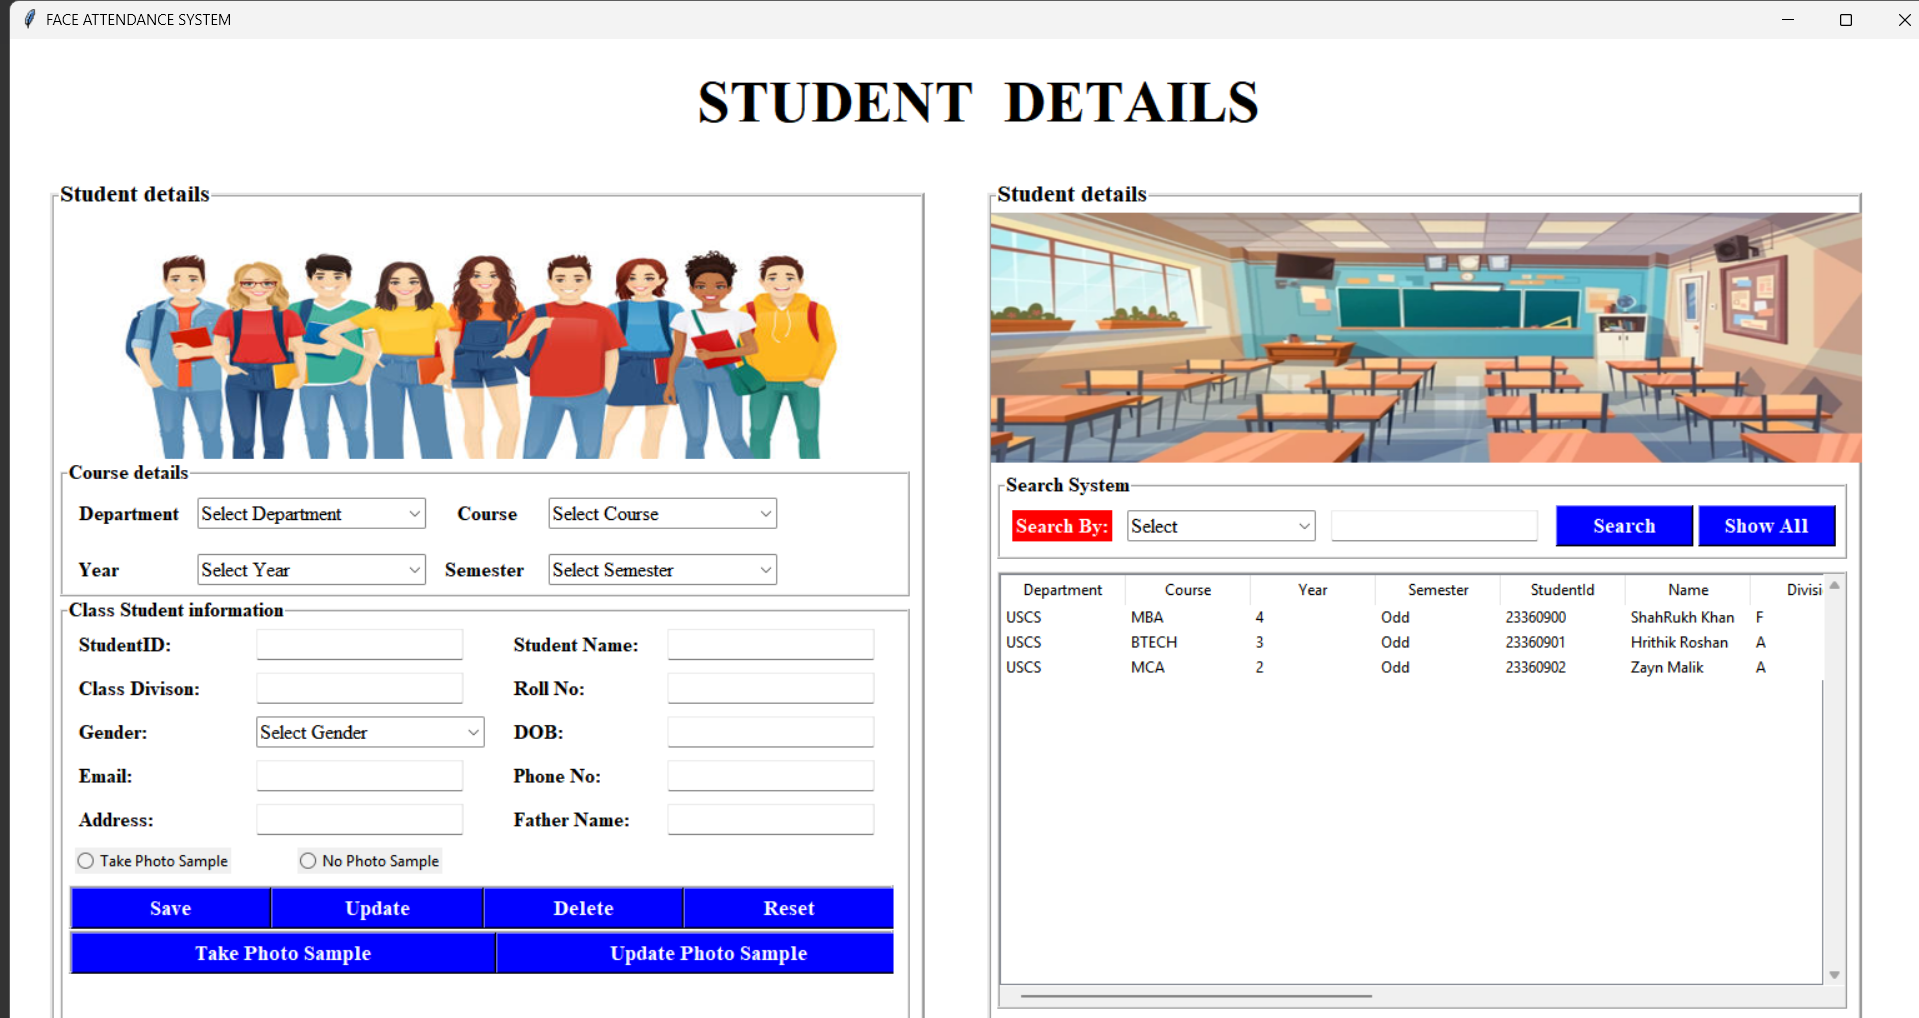 FACE ATTENDANCE SYSTEM
STUDENT DETAILS
Student details
Course details
Department Select Department Course Select Course
Year Select Year Semester Select Semester
Class Student information
StudentID: Student Name:
Class Divison: Roll No:
Gender: Select Gender DOB:
Email: Phone No:
Address: Father Name:
Take Photo Sample No Photo Sample
Save Update Delete Reset
Take Photo Sample Update Photo Sample
Student details
Search System
Search By: Select Search Show All
Department Course Year Semester StudentId Name Divisi
USCS MBA 4 Odd 23360900 ShahRukh Khan F
USCS BTECH 3 Odd 23360901 Hrithik Roshan A
USCS MCA 2 Odd 23360902 Zayn Malik A